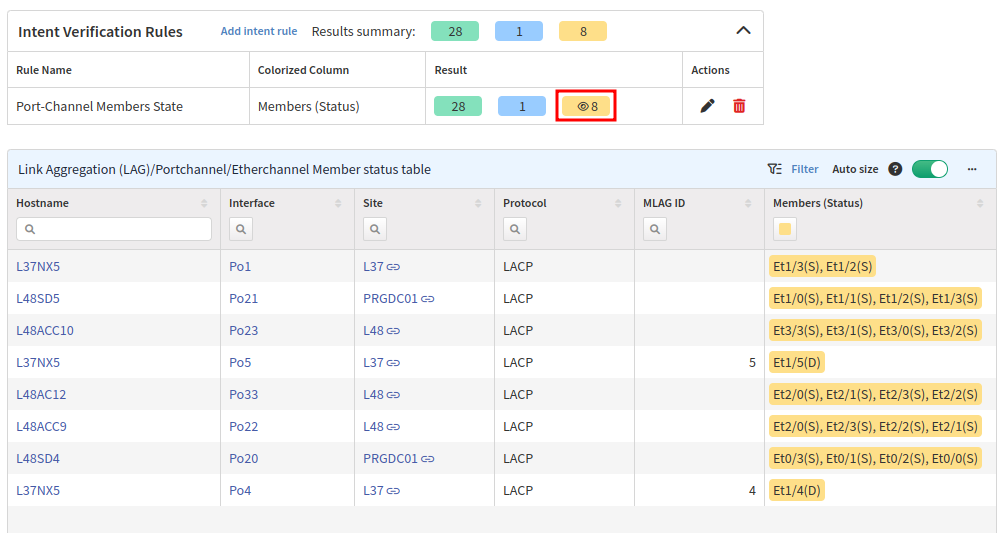 Intent Verification Rules Add intent rule Results summary: 28 1 8
Rule Name Colorized Column Result Actions
Port-Channel Members State Members (Status) 28 1 8
Link Aggregation (LAG)/Portchannel/Etherchannel Member status table Filter Auto size ? ...
Hostname Interface Site Protocol MLAG ID Members (Status)
L37NX5 Po1 L37 LACP Et1/3(S), Et1/2(S)
L48SD5 Po21 PRGDC01 LACP Et1/0(S), Et1/1(S), Et1/2(S), Et1/3(S)
L48ACC10 Po23 L48 LACP Et3/3(S), Et3/1(S), Et3/0(S), Et3/2(S)
L37NX5 Po5 L37 LACP 5 Et1/5(D)
L48AC12 Po33 L48 LACP Et2/0(S), Et2/1(S), Et2/3(S), Et2/2(S)
L48ACC9 Po22 L48 LACP Et2/0(S), Et2/3(S), Et2/2(S), Et2/1(S)
L48SD4 Po20 PRGDC01 LACP Et0/3(S), Et0/1(S), Et0/2(S), Et0/0(S)
L37NX5 Po4 L37 LACP 4 Et1/4(D)